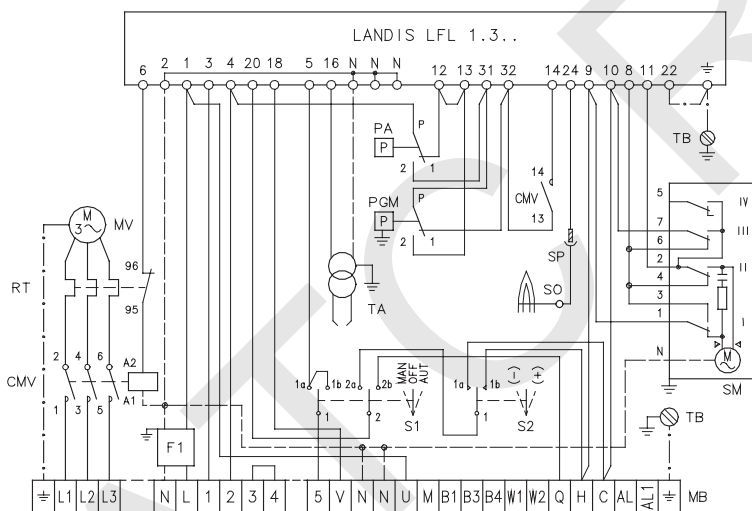 LANDIS LFL 1.3..
6 2 1 3 4 20 18 5 16 N N N 12 13 31 32 14 24 9 10 8 11 22
TB
PA P P
2 1
PGM P P
2 1
14
CMV
13
SP
SO
TA
5 IV
7 III
6
2 II
4
3
1 I
N M
SM
M
3~ MV
RT 96
95
2 4 6 A2
CMV
1 3 5 A1
1a 1b 2a 2b MAN OFF AUT 1a 1b (-) (+)
1 2 S1 1 S2
TB
F1
L1 L2 L3 N L 1 2 3 4 5 V N N U M B1 B3 B4 W1 W2 Q H C AL AL1 MB
ATCR